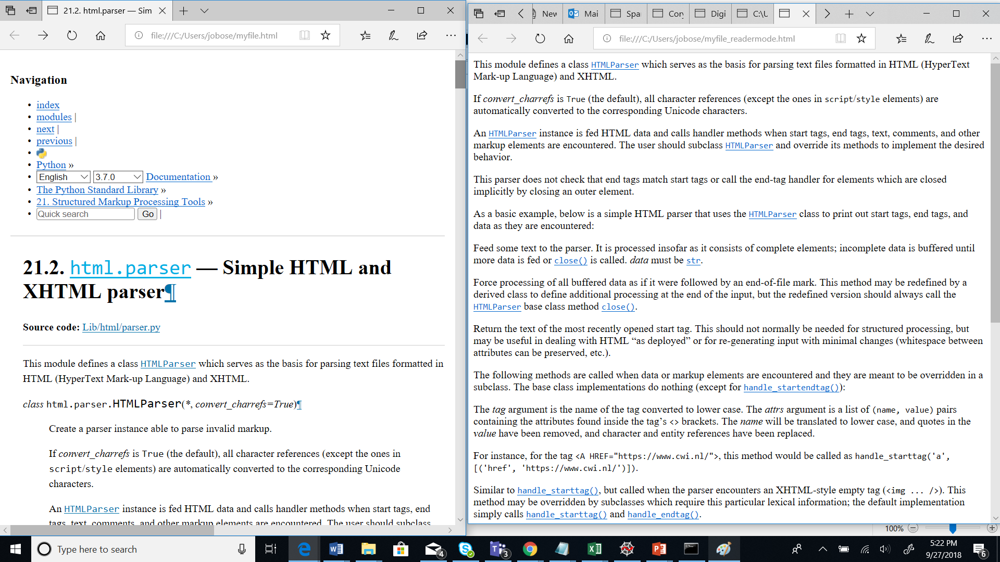 21.2. html.parser — Sim
file:///C:/Users/jobose/myfile.html
Navigation
• index
• modules |
• next |
• previous |
•
• Python »
• English 3.7.0 Documentation »
• The Python Standard Library »
• 21. Structured Markup Processing Tools »
• Quick search Go |
21.2. html.parser — Simple HTML and
XHTML parser¶
Source code: Lib/html/parser.py
This module defines a class HTMLParser which serves as the basis for parsing text files formatted in
HTML (HyperText Mark-up Language) and XHTML.
class html.parser.HTMLParser(*, convert_charrefs=True)¶
Create a parser instance able to parse invalid markup.
If convert_charrefs is True (the default), all character references (except the ones in
script/style elements) are automatically converted to the corresponding Unicode
characters.
An HTMLParser instance is fed HTML data and calls handler methods when start tags, end
tags, text, comments, and other markup elements are encountered. The user should subclass
New Mai Spa Cor Digi C:\U
file:///C:/Users/jobose/myfile_readermode.html
This module defines a class HTMLParser which serves as the basis for parsing text files formatted in HTML (HyperText
Mark-up Language) and XHTML.
If convert_charrefs is True (the default), all character references (except the ones in script/style elements) are
automatically converted to the corresponding Unicode characters.
An HTMLParser instance is fed HTML data and calls handler methods when start tags, end tags, text, comments, and other
markup elements are encountered. The user should subclass HTMLParser and override its methods to implement the desired
behavior.
This parser does not check that end tags match start tags or call the end-tag handler for elements which are closed
implicitly by closing an outer element.
As a basic example, below is a simple HTML parser that uses the HTMLParser class to print out start tags, end tags, and
data as they are encountered:
Feed some text to the parser. It is processed insofar as it consists of complete elements; incomplete data is buffered until
more data is fed or close() is called. data must be str.
Force processing of all buffered data as if it were followed by an end-of-file mark. This method may be redefined by a
derived class to define additional processing at the end of the input, but the redefined version should always call the
HTMLParser base class method close().
Return the text of the most recently opened start tag. This should not normally be needed for structured processing, but
may be useful in dealing with HTML “as deployed” or for re-generating input with minimal changes (whitespace between
attributes can be preserved, etc.).
The following methods are called when data or markup elements are encountered and they are meant to be overridden in a
subclass. The base class implementations do nothing (except for handle_startendtag()):
The tag argument is the name of the tag converted to lower case. The attrs argument is a list of (name, value) pairs
containing the attributes found inside the tag’s <> brackets. The name will be translated to lower case, and quotes in the
value have been removed, and character and entity references have been replaced.
For instance, for the tag <A HREF="https://www.cwi.nl/">, this method would be called as handle_starttag('a',
[('href', 'https://www.cwi.nl/')]).
Similar to handle_starttag(), but called when the parser encounters an XHTML-style empty tag (<img ... />). This
method may be overridden by subclasses which require this particular lexical information; the default implementation
simply calls handle_starttag() and handle_endtag().
100%
Type here to search
4
3
5:22 PM
9/27/2018
6